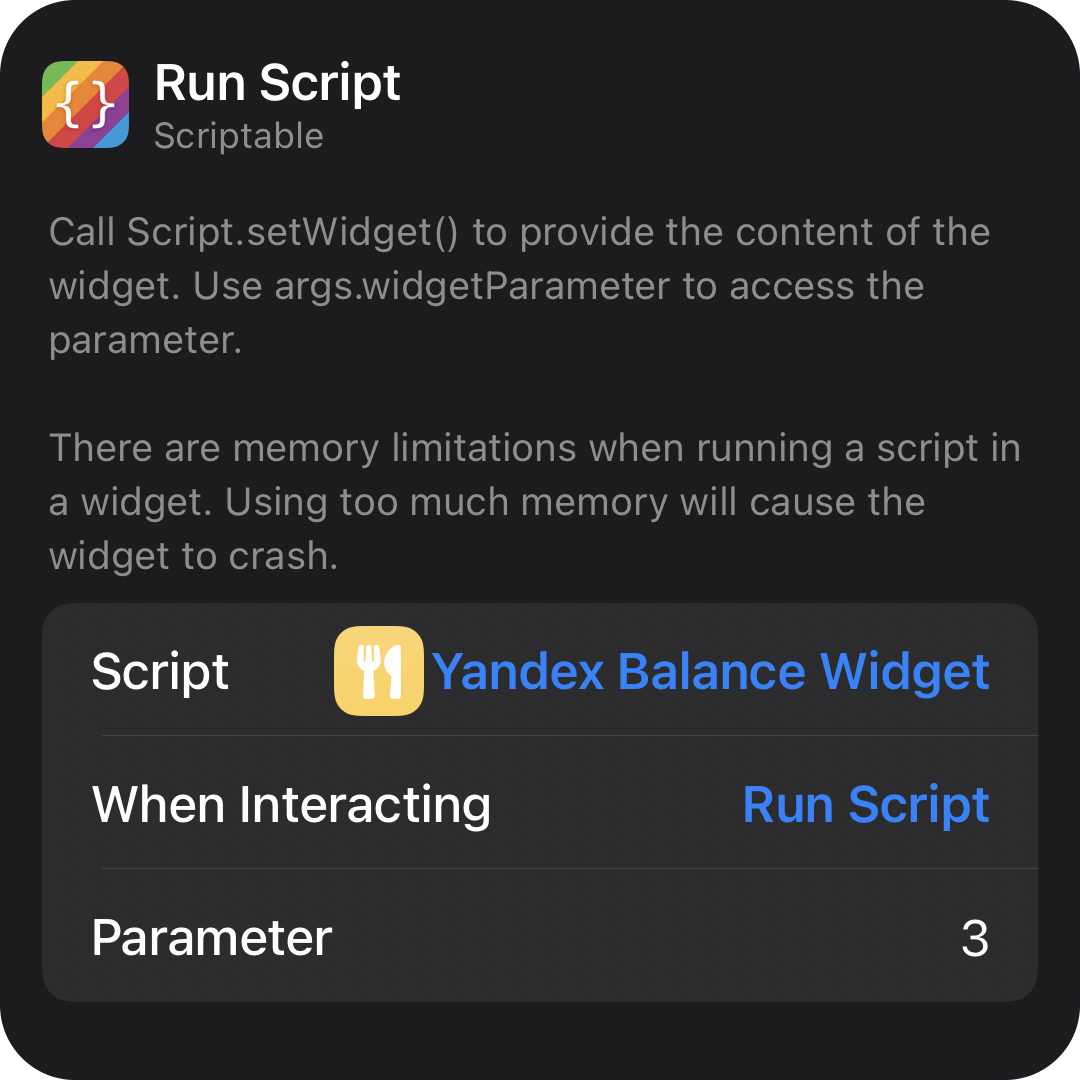 { }
Run Script
Scriptable
Call Script.setWidget() to provide the content of the
widget. Use args.widgetParameter to access the
parameter.
There are memory limitations when running a script in
a widget. Using too much memory will cause the
widget to crash.
Script Yandex Balance Widget
When Interacting Run Script
Parameter 3